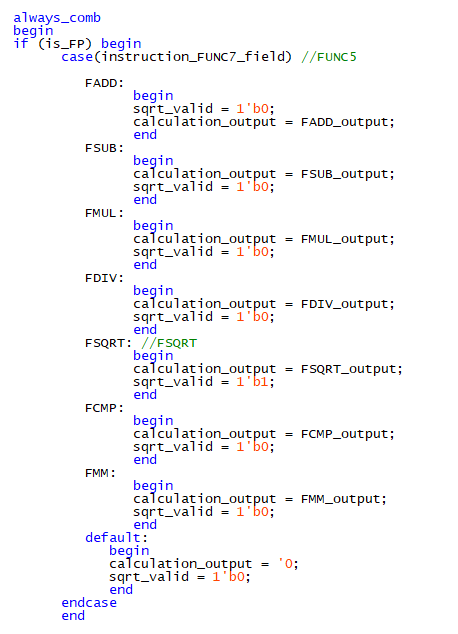 always_comb
begin
if (is_FP) begin
case(instruction_FUNC7_field) //FUNC5
FADD:
begin
sqrt_valid = 1'b0;
calculation_output = FADD_output;
end
FSUB:
begin
calculation_output = FSUB_output;
sqrt_valid = 1'b0;
end
FMUL:
begin
calculation_output = FMUL_output;
sqrt_valid = 1'b0;
end
FDIV:
begin
calculation_output = FDIV_output;
sqrt_valid = 1'b0;
end
FSQRT: //FSQRT
begin
calculation_output = FSQRT_output;
sqrt_valid = 1'b1;
end
FCMP:
begin
calculation_output = FCMP_output;
sqrt_valid = 1'b0;
end
FMM:
begin
calculation_output = FMM_output;
sqrt_valid = 1'b0;
end
default:
begin
calculation_output = '0;
sqrt_valid = 1'b0;
end
endcase
end